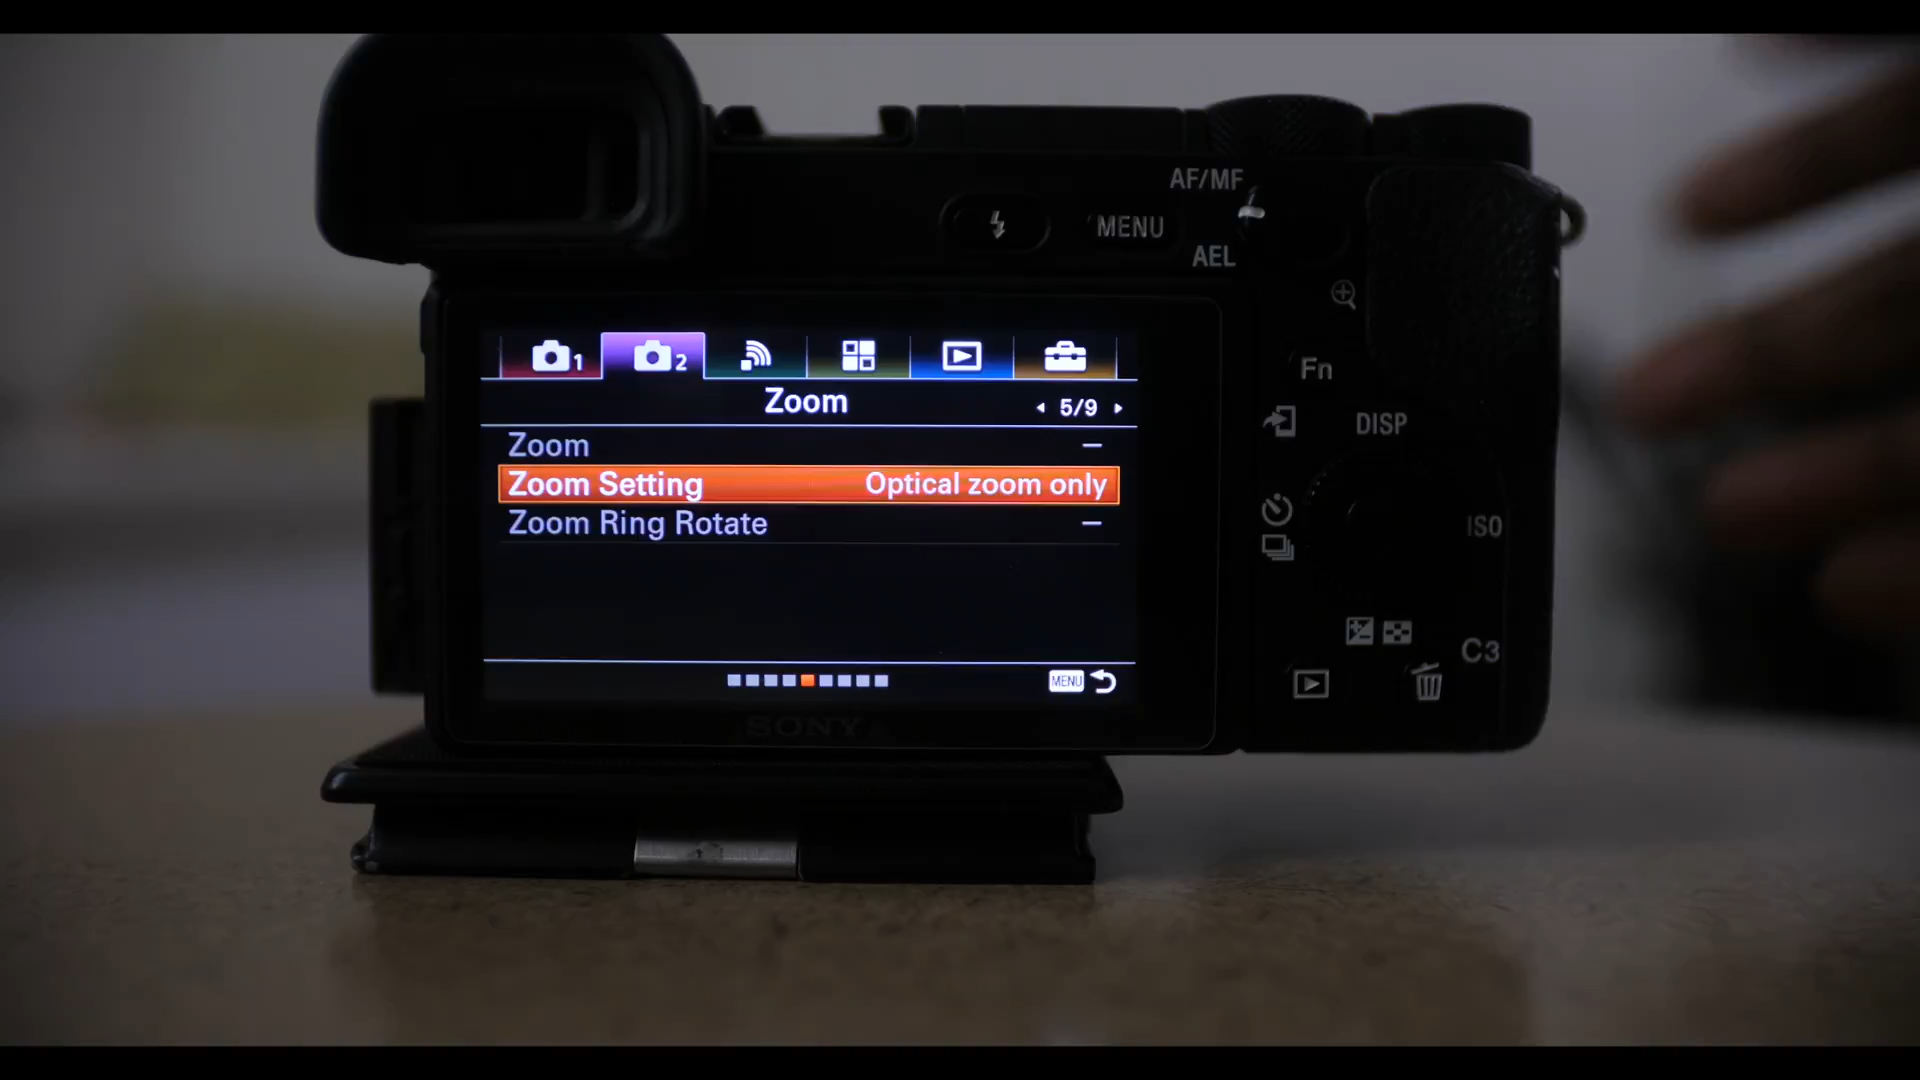 AF/MF
MENU
AEL
1
2
Zoom
5/9
Zoom –
Zoom Setting Optical zoom only
Zoom Ring Rotate –
MENU
SONY
Fn
DISP
ISO
C3